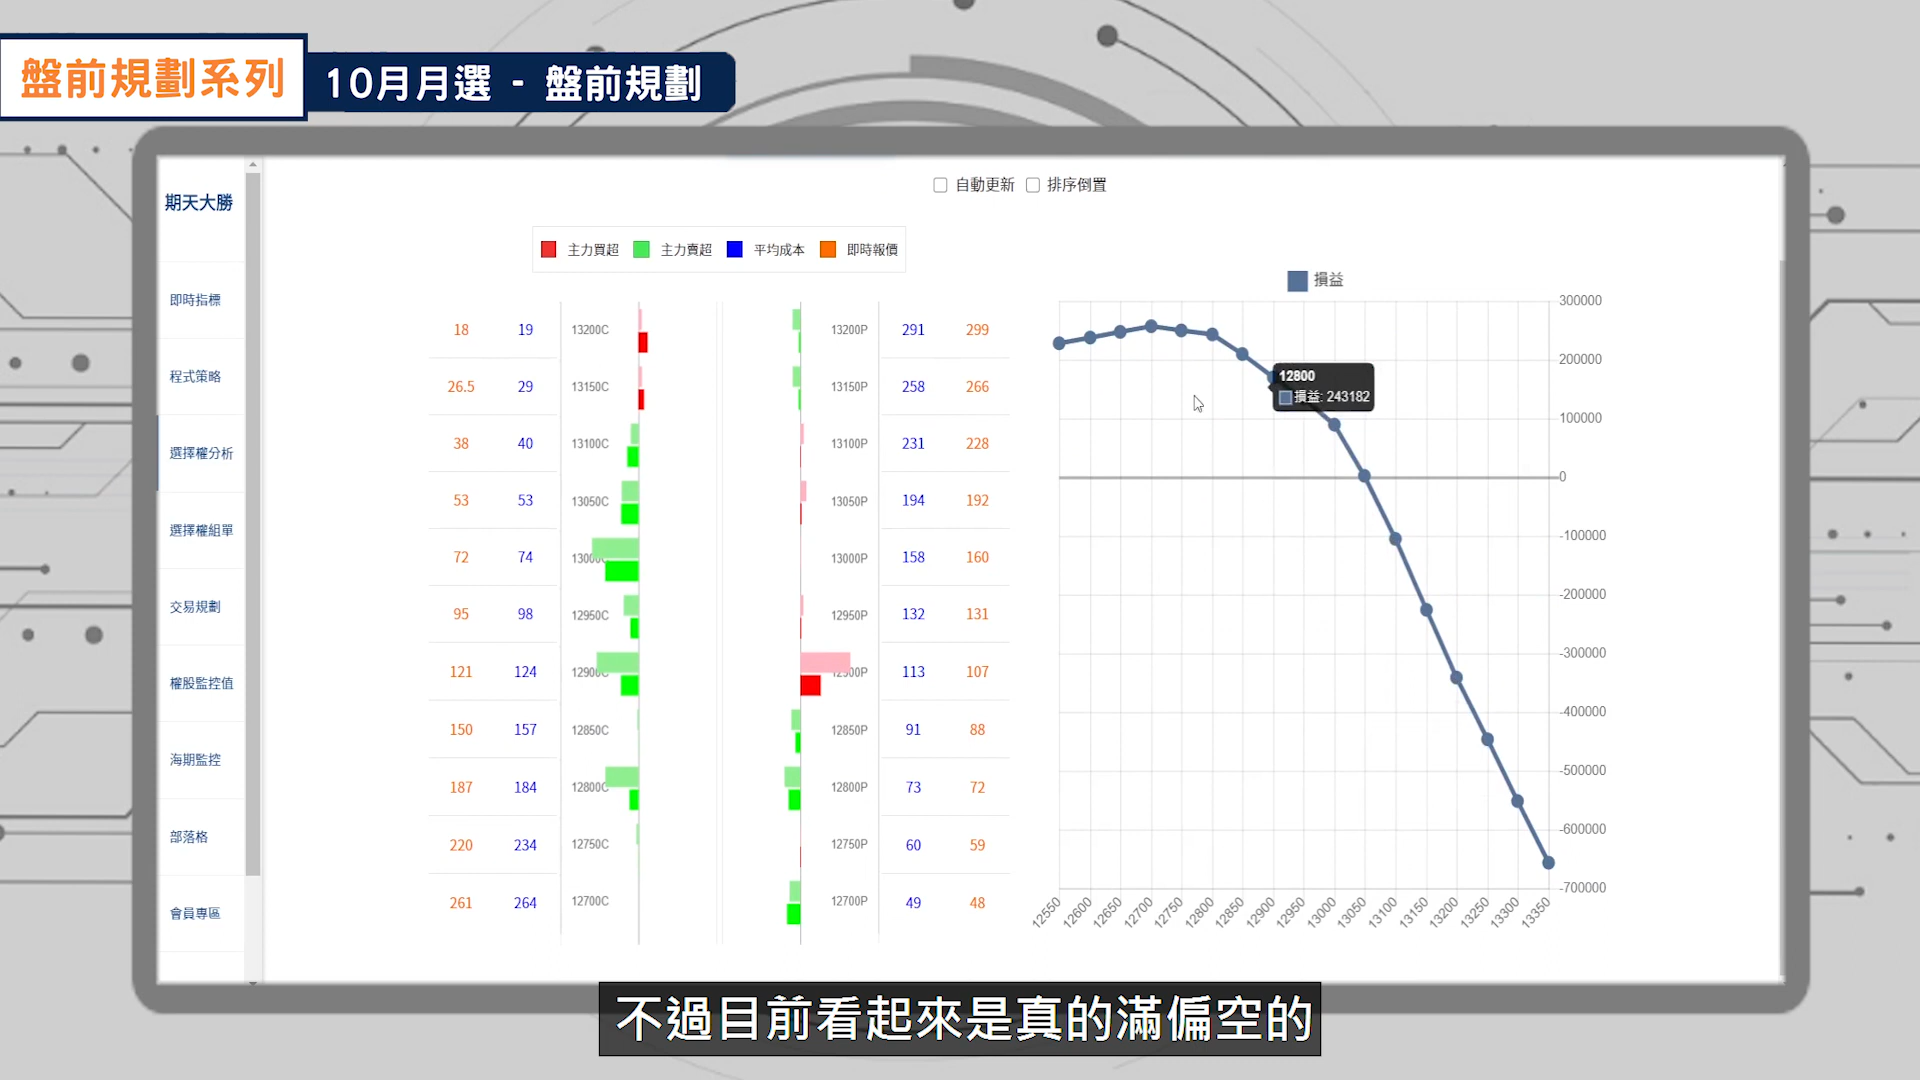 盤前規劃系列
10月月選 - 盤前規劃
期天大勝
即時指標
程式策略
選擇權分析
選擇權組單
交易規劃
權股監控值
海期監控
部落格
會員專區
自動更新 排序倒置
主力買超 主力賣超 平均成本 即時報價
18 19 13200C 13200P 291 299
26.5 29 13150C 13150P 258 266
38 40 13100C 13100P 231 228
53 53 13050C 13050P 194 192
72 74 13000C 13000P 158 160
95 98 12950C 12950P 132 131
121 124 12900C 12900P 113 107
150 157 12850C 12850P 91 88
187 184 12800C 12800P 73 72
220 234 12750C 12750P 60 59
261 264 12700C 12700P 49 48
損益
300000
200000
100000
0
-100000
-200000
-300000
-400000
-500000
-600000
-700000
12800
損益: 243182
12550 12600 12650 12700 12750 12800 12850 12900 12950 13000 13050 13100 13150 13200 13250 13300 13350
不過目前看起來是真的滿偏空的